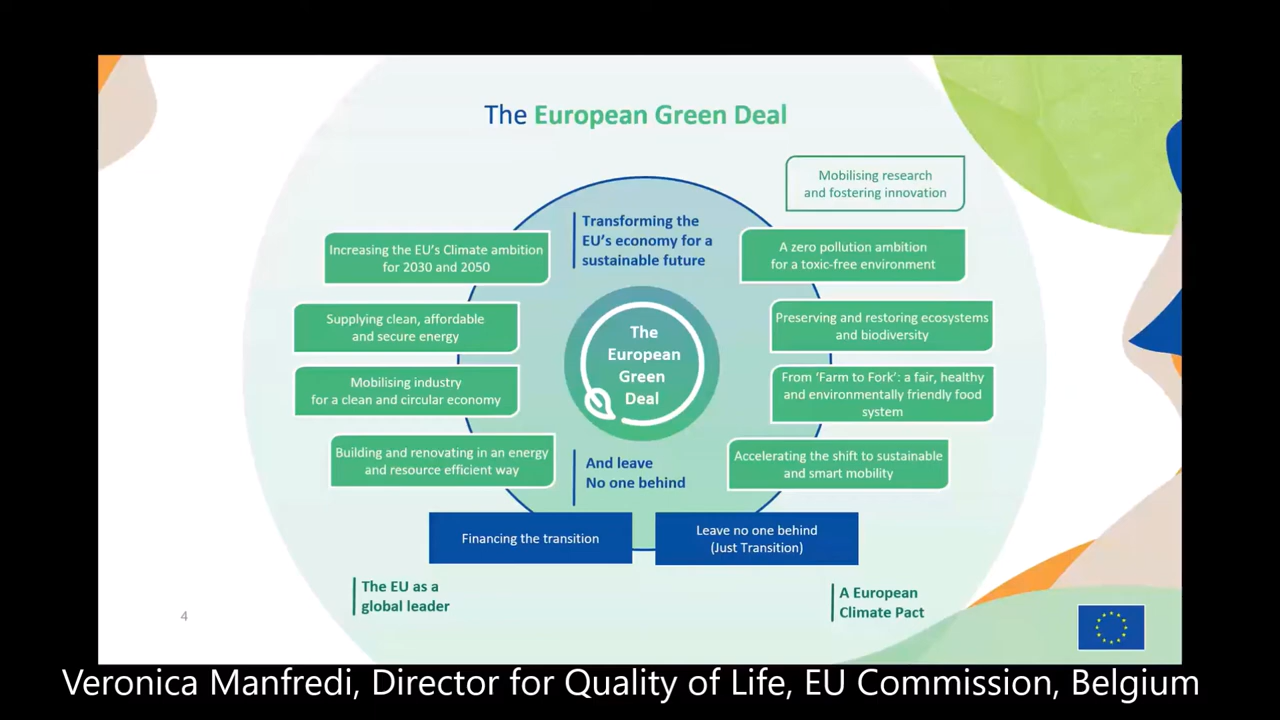 The European Green Deal
Mobilising research
and fostering innovation
Transforming the
EU's economy for a
sustainable future
Increasing the EU's Climate ambition
for 2030 and 2050
A zero pollution ambition
for a toxic-free environment
Supplying clean, affordable
and secure energy
Preserving and restoring ecosystems
and biodiversity
The
European
Green
Deal
Mobilising industry
for a clean and circular economy
From ‘Farm to Fork’: a fair, healthy
and environmentally friendly food
system
Building and renovating in an energy
and resource efficient way
And leave
No one behind
Accelerating the shift to sustainable
and smart mobility
Financing the transition
Leave no one behind
(Just Transition)
The EU as a
global leader
A European
Climate Pact
4
Veronica Manfredi, Director for Quality of Life, EU Commission, Belgium